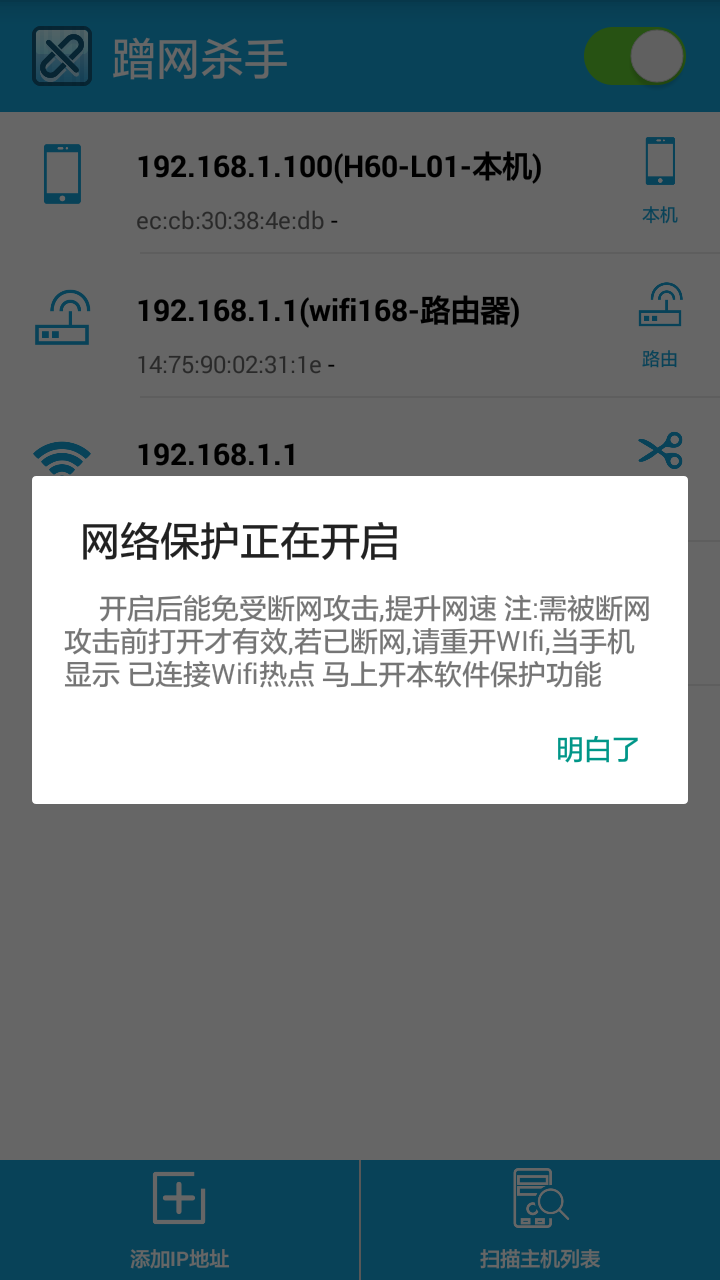 蹭网杀手
192.168.1.100(H60-L01-本机)
ec:cb:30:38:4e:db -
本机
192.168.1.1(wifi168-路由器)
14:75:90:02:31:1e -
路由
192.168.1.1
网络保护正在开启
开启后能免受断网攻击,提升网速 注:需被断网
攻击前打开才有效,若已断网,请重开WIfi,当手机
显示 已连接Wifi热点 马上开本软件保护功能
明白了
添加IP地址
扫描主机列表